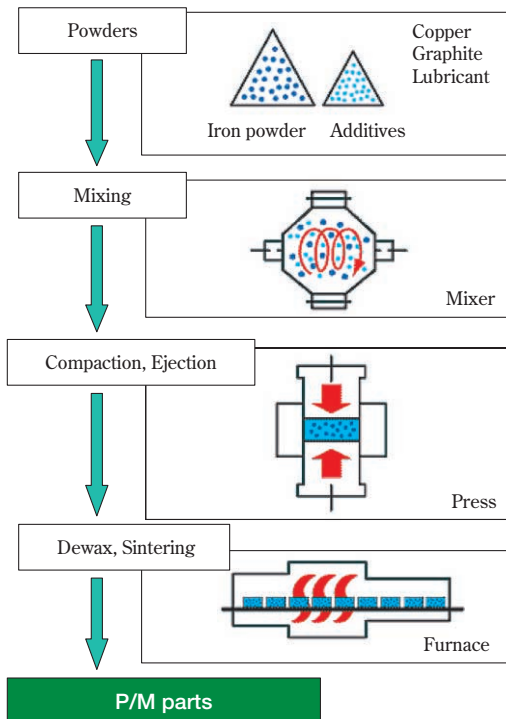 Powders
Copper
Graphite
Lubricant
Iron powder
Additives
Mixing
Mixer
Compaction, Ejection
Press
Dewax, Sintering
Furnace
P/M parts